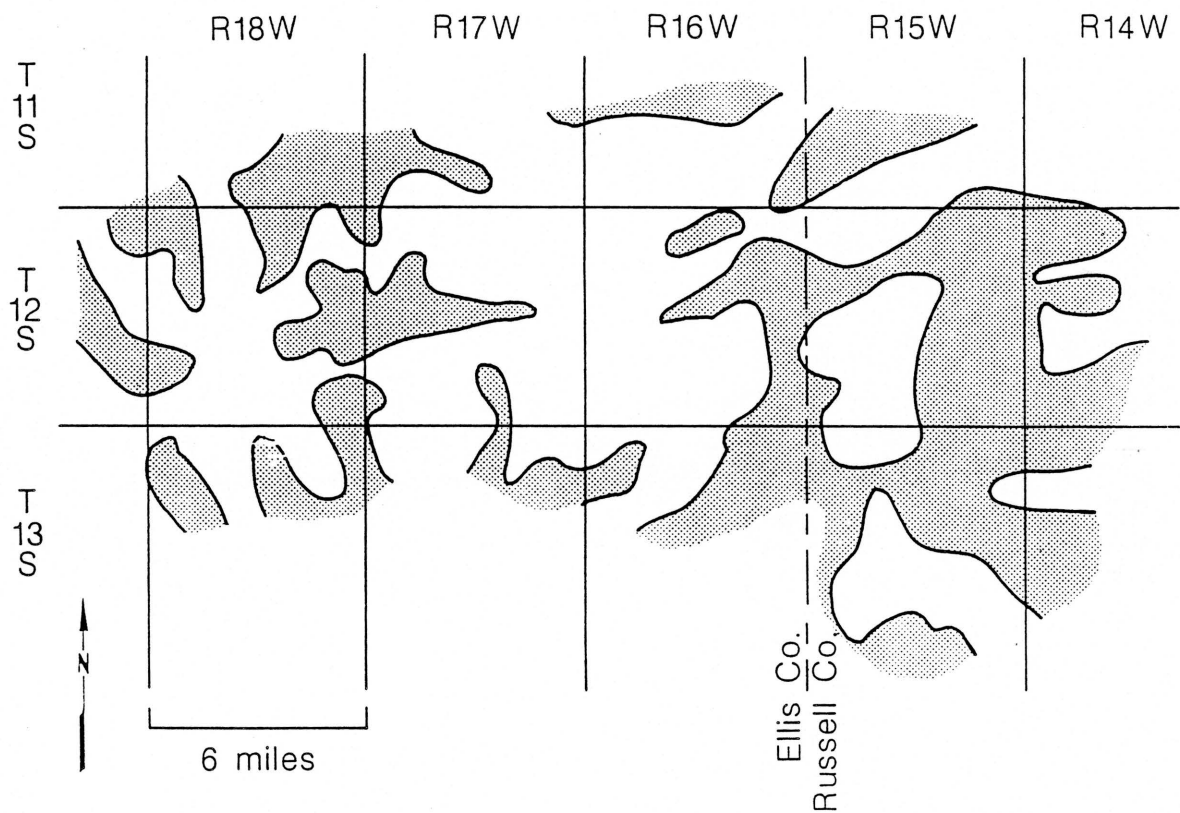 R18W R17W R16W R15W R14W
T
11
S
T
12
S
T
13
S
N
6 miles
Ellis Co.
Russell Co.